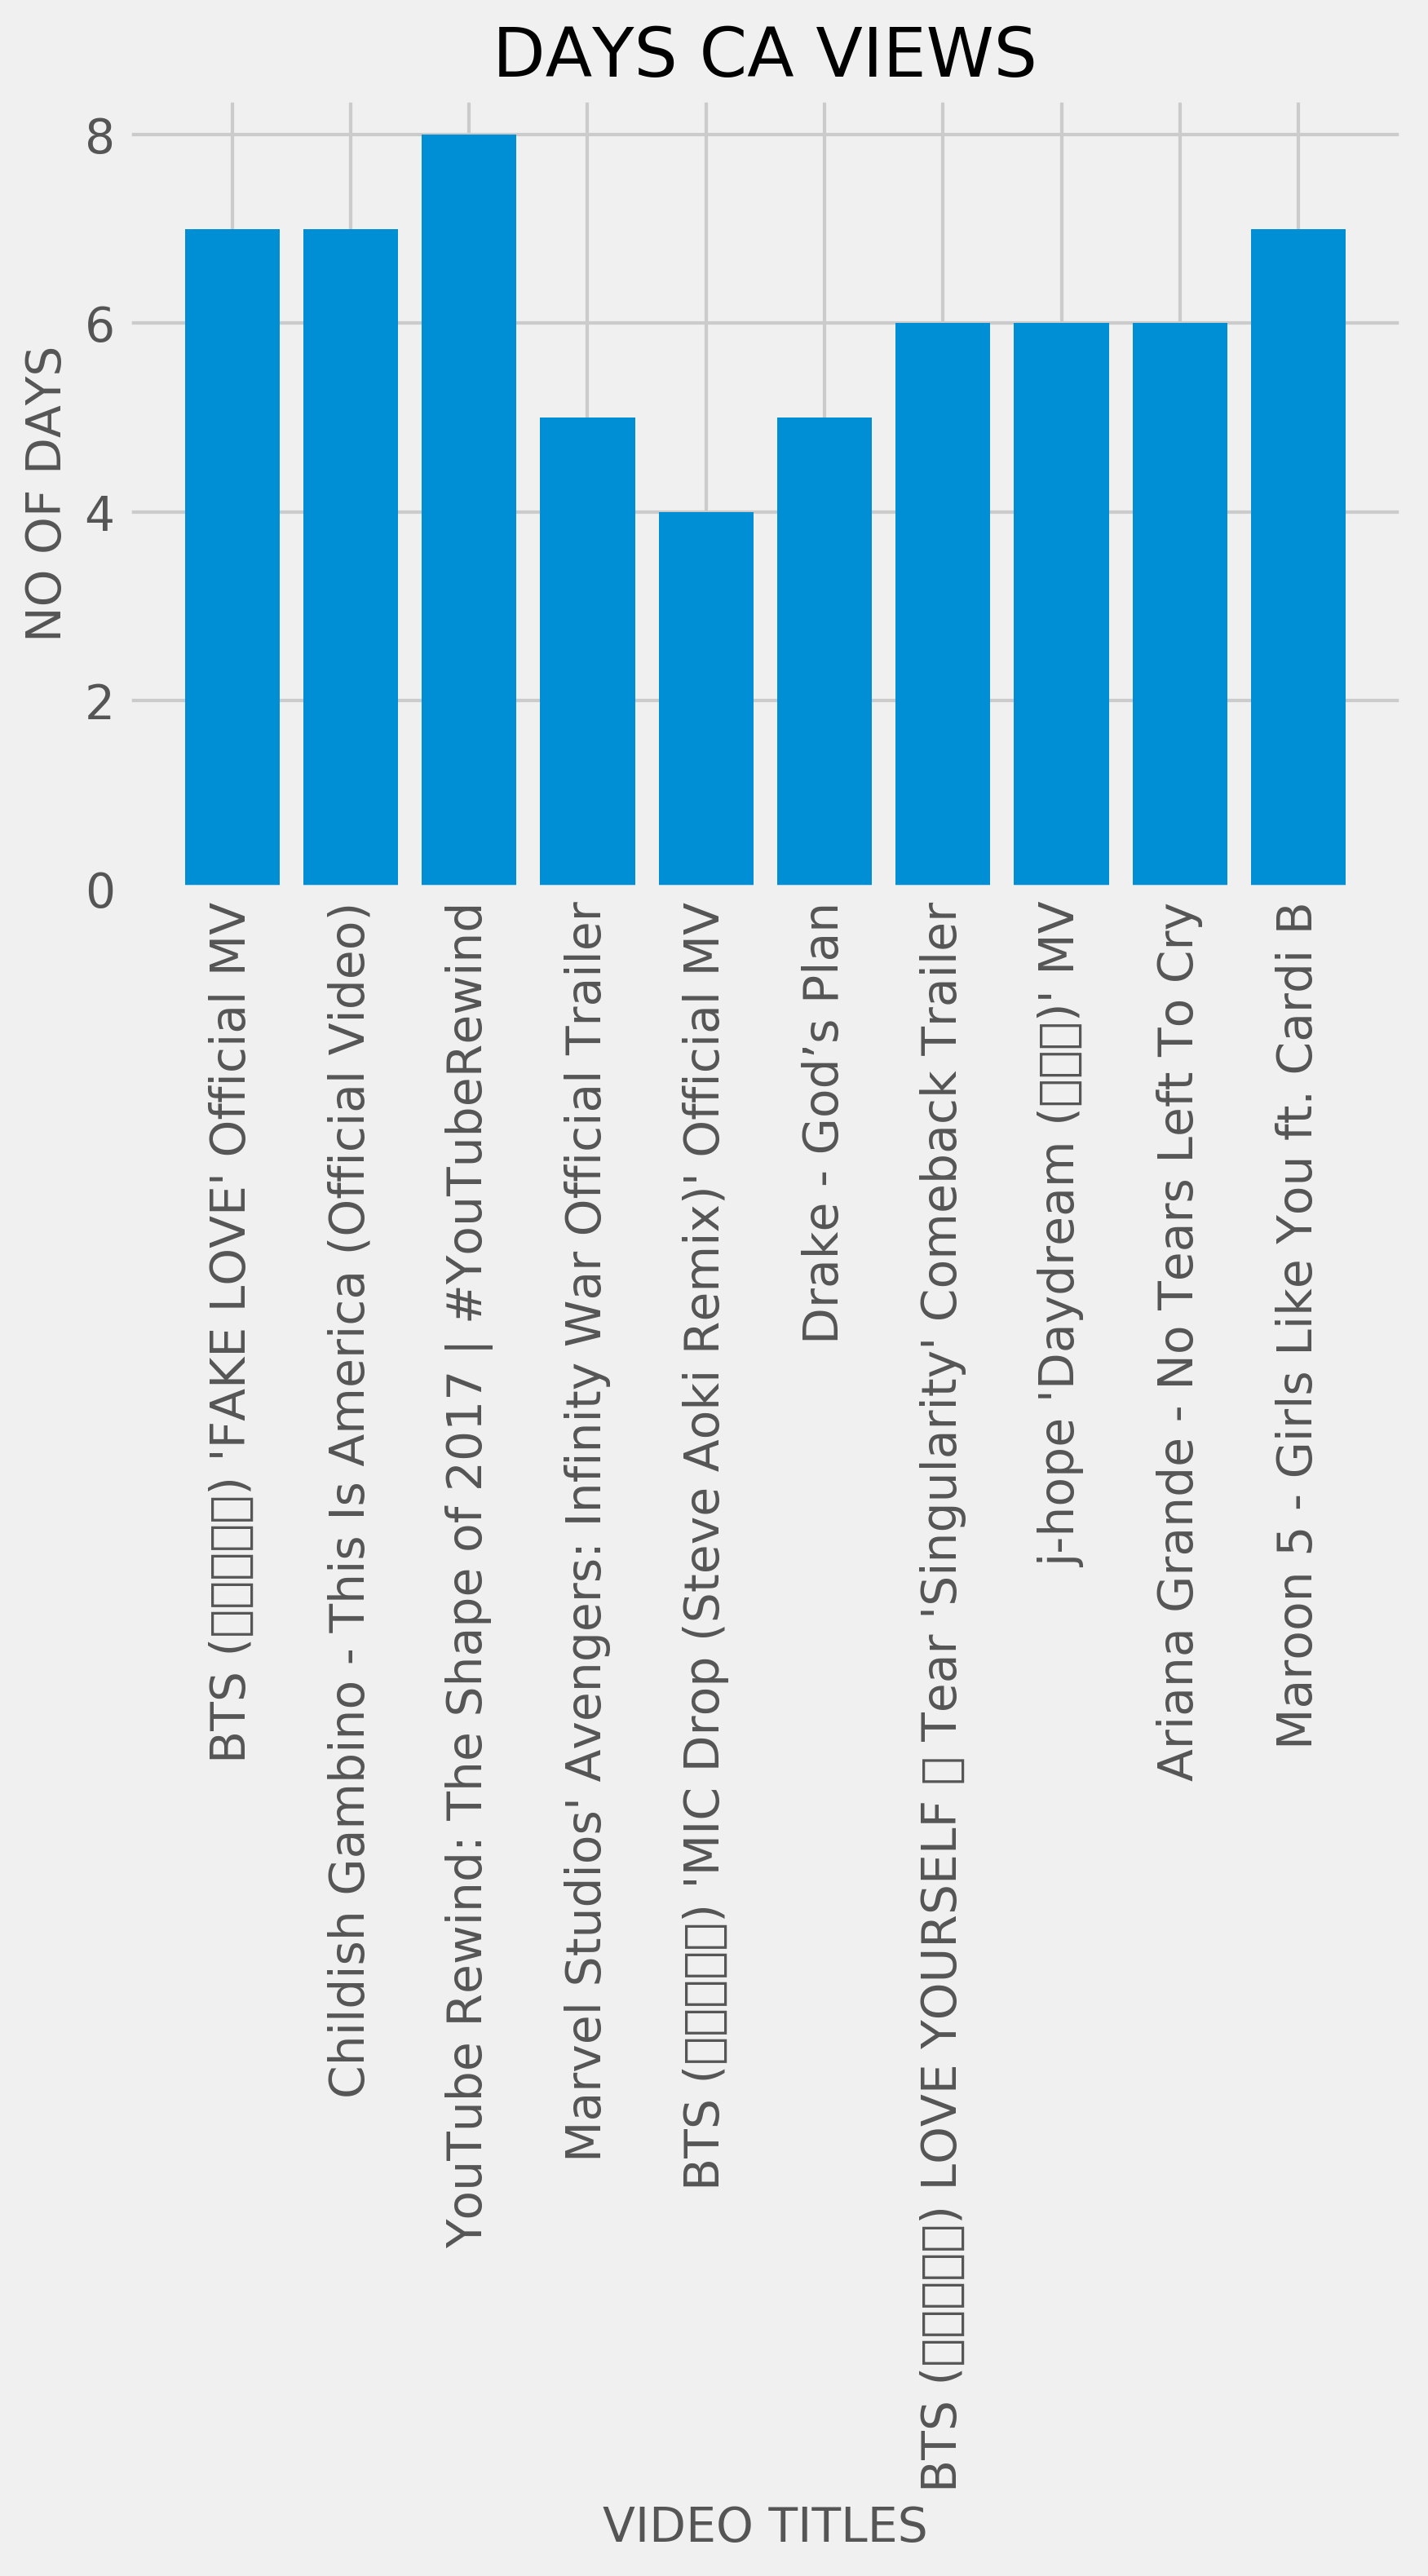 DAYS CA VIEWS
NO OF DAYS
8
6
4
2
0
BTS (□□□□□) 'FAKE LOVE' Official MV
Childish Gambino - This Is America (Official Video)
YouTube Rewind: The Shape of 2017 | #YouTubeRewind
Marvel Studios' Avengers: Infinity War Official Trailer
BTS (□□□□□) 'MIC Drop (Steve Aoki Remix)' Official MV
Drake - God’s Plan
BTS (□□□□□) LOVE YOURSELF □ Tear 'Singularity' Comeback Trailer
j-hope 'Daydream (□□□)' MV
Ariana Grande - No Tears Left To Cry
Maroon 5 - Girls Like You ft. Cardi B
VIDEO TITLES